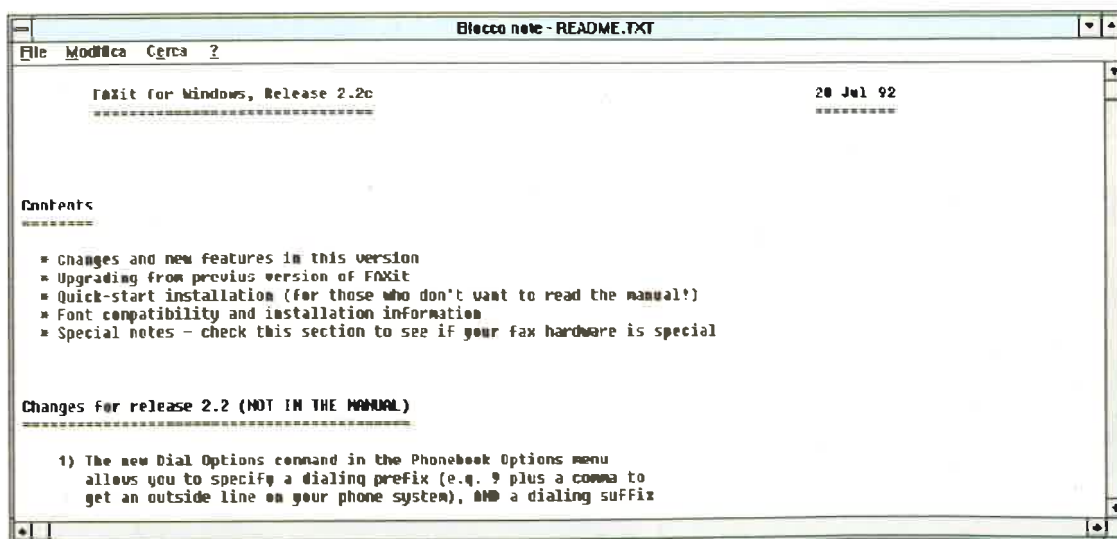 Blocco note - README.TXT
File Modifica Cerca ?
FAXit for Windows, Release 2.2c 20 Jul 92
=============================== =========
Contents
========
* Changes and new features in this version
* Upgrading from previus version of FAXit
* Quick-start installation (for those who don't want to read the manual!)
* Font compatibility and installation information
* Special notes - check this section to see if your fax hardware is special
Changes for release 2.2 (NOT IN THE MANUAL)
===========================================
1) The new Dial Options command in the Phonebook Options menu
allows you to specify a dialing prefix (e.g. 9 plus a comma to
get an outside line on your phone system), AND a dialing suffix